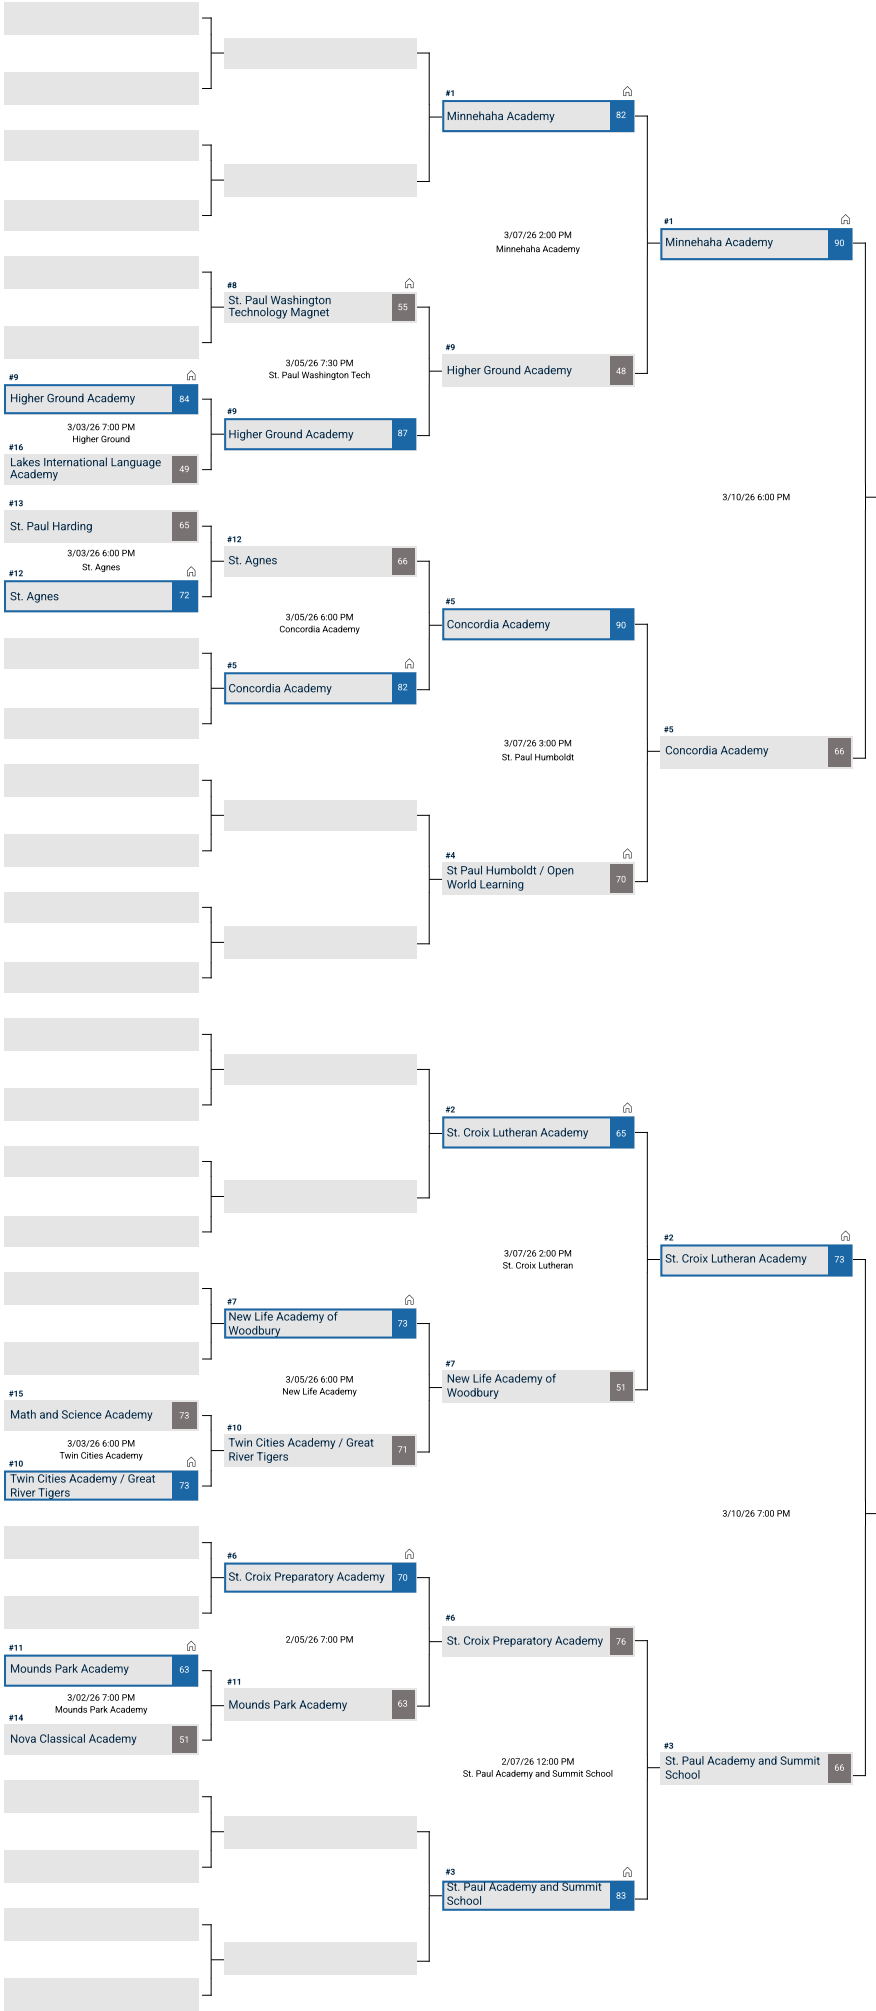 #1
Minnehaha Academy 82
3/07/26 2:00 PM
Minnehaha Academy
#1
Minnehaha Academy 90
#8
St. Paul Washington
Technology Magnet
55
3/05/26 7:30 PM
St. Paul Washington Tech
#9
Higher Ground Academy 48
#9
Higher Ground Academy 84
3/03/26 7:00 PM
Higher Ground
#16
Lakes International Language
Academy
49
#9
Higher Ground Academy 87
3/10/26 6:00 PM
#13
St. Paul Harding 65
3/03/26 6:00 PM
St. Agnes
#12
St. Agnes 72
#12
St. Agnes 66
3/05/26 6:00 PM
Concordia Academy
#5
Concordia Academy 82
#5
Concordia Academy 90
3/07/26 3:00 PM
St. Paul Humboldt
#5
Concordia Academy 66
#4
St Paul Humboldt / Open
World Learning
70
#2
St. Croix Lutheran Academy 65
3/07/26 2:00 PM
St. Croix Lutheran
#2
St. Croix Lutheran Academy 73
#7
New Life Academy of
Woodbury
73
3/05/26 6:00 PM
New Life Academy
#7
New Life Academy of
Woodbury
51
#15
Math and Science Academy 73
3/03/26 6:00 PM
Twin Cities Academy
#10
Twin Cities Academy / Great
River Tigers
73
#10
Twin Cities Academy / Great
River Tigers
71
3/10/26 7:00 PM
#6
St. Croix Preparatory Academy 70
2/05/26 7:00 PM
#6
St. Croix Preparatory Academy 76
#11
Mounds Park Academy 63
3/02/26 7:00 PM
Mounds Park Academy
#14
Nova Classical Academy 51
#11
Mounds Park Academy 63
2/07/26 12:00 PM
St. Paul Academy and Summit School
#3
St. Paul Academy and Summit
School
66
#3
St. Paul Academy and Summit
School
83